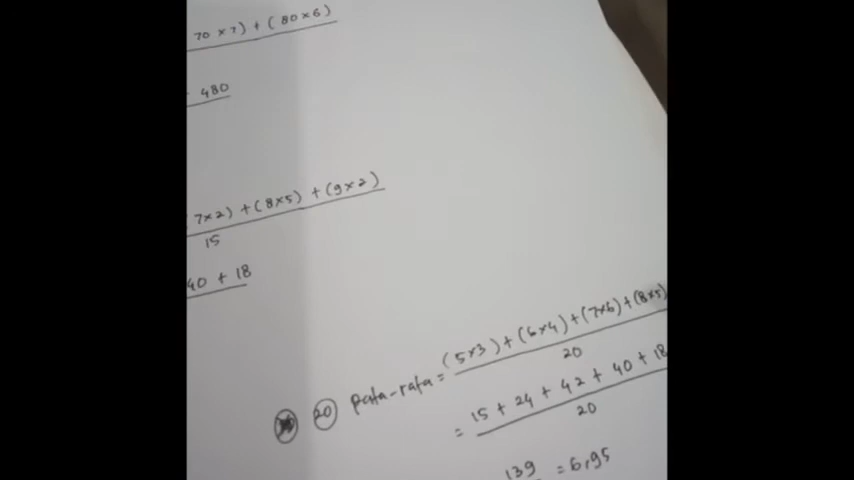 70 × 7) + ( 80 × 6)
480
7×2) + (8×5) + (9×2)
15
40 + 18
(5×3) + (6×4) + (7×6) + (8×5)
20 rata-rata = 20
= 15 + 24 + 42 + 40 + 18
20
139 = 6,95